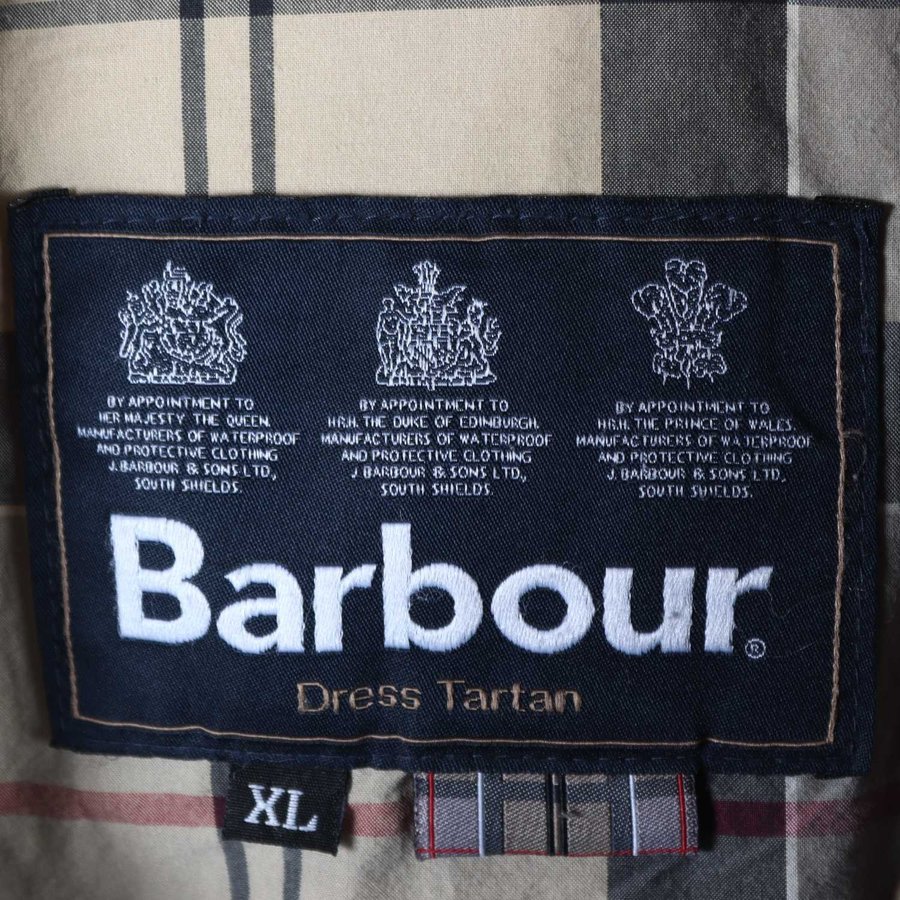 BY APPOINTMENT TO
HER MAJESTY THE QUEEN.
MANUFACTURERS OF WATERPROOF
AND PROTECTIVE CLOTHING
J. BARBOUR & SONS LTD.,
SOUTH SHIELDS.
BY APPOINTMENT TO
H.R.H. THE DUKE OF EDINBURGH.
MANUFACTURERS OF WATERPROOF
AND PROTECTIVE CLOTHING
J. BARBOUR & SONS LTD.,
SOUTH SHIELDS.
BY APPOINTMENT TO
H.R.H. THE PRINCE OF WALES.
MANUFACTURERS OF WATERPROOF
AND PROTECTIVE CLOTHING
J. BARBOUR & SONS LTD.,
SOUTH SHIELDS.
Barbour®
Dress Tartan
XL